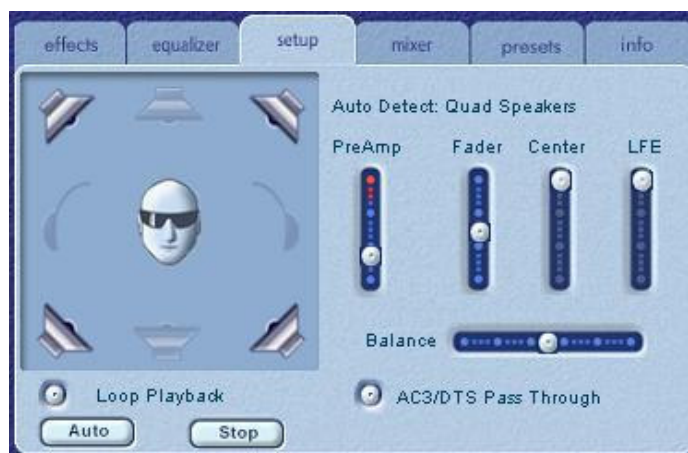 effects equalizer setup mixer presets info
Auto Detect: Quad Speakers
PreAmp Fader Center LFE
Balance
Loop Playback AC3/DTS Pass Through
Auto Stop